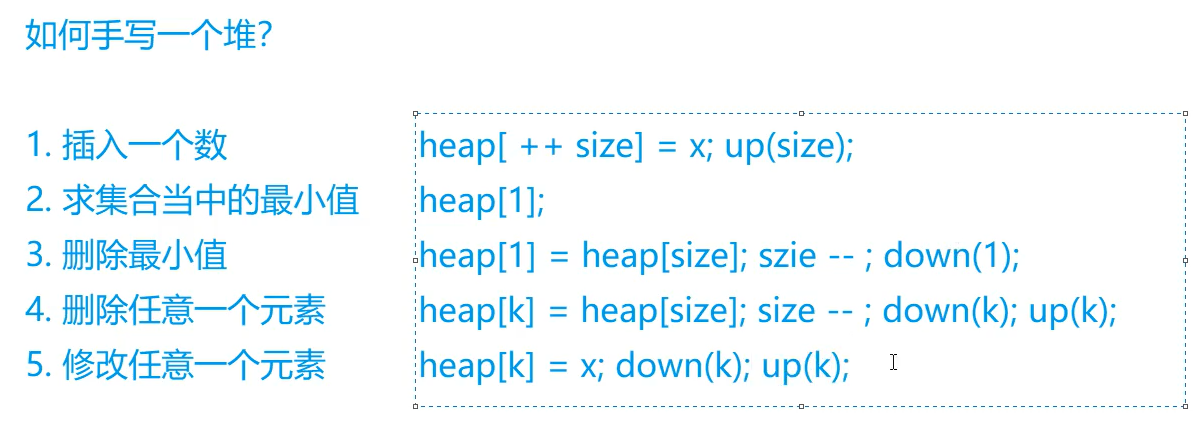 如何手写一个堆?
1. 插入一个数 heap[ ++ size] = x; up(size);
2. 求集合当中的最小值 heap[1];
3. 删除最小值 heap[1] = heap[size]; szie -- ; down(1);
4. 删除任意一个元素 heap[k] = heap[size]; size -- ; down(k); up(k);
5. 修改任意一个元素 heap[k] = x; down(k); up(k);